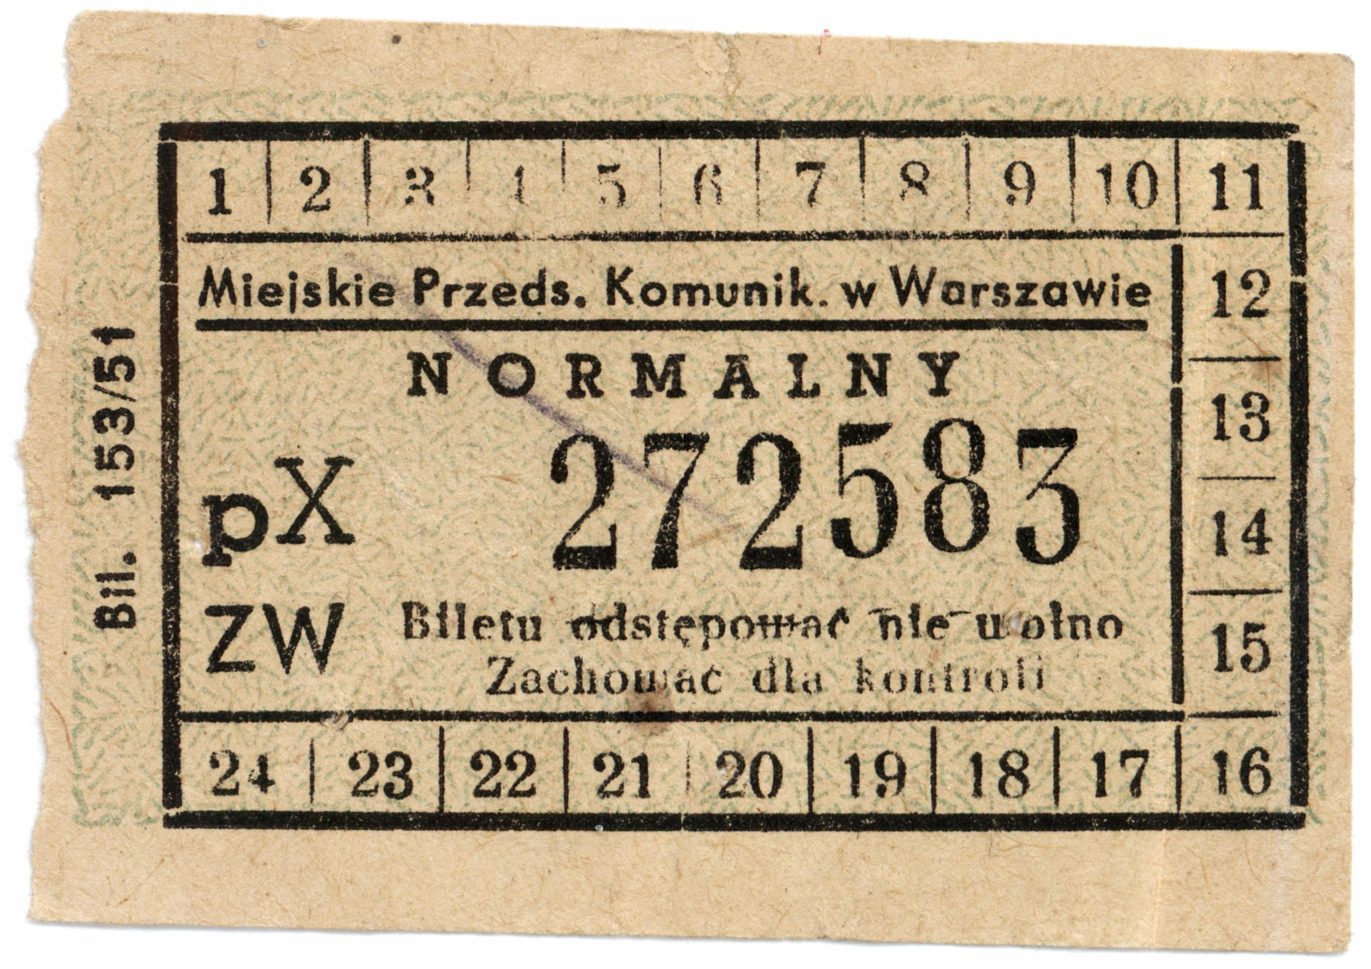 1 2 3 4 5 6 7 8 9 10 11
Miejskie Przeds. Komunik. w Warszawie
12
NORMALNY
13
pX 272583
14
ZW Biletu odstępować nie wolno
15
Zachować dla kontroli
24 23 22 21 20 19 18 17 16
Bil. 153/51